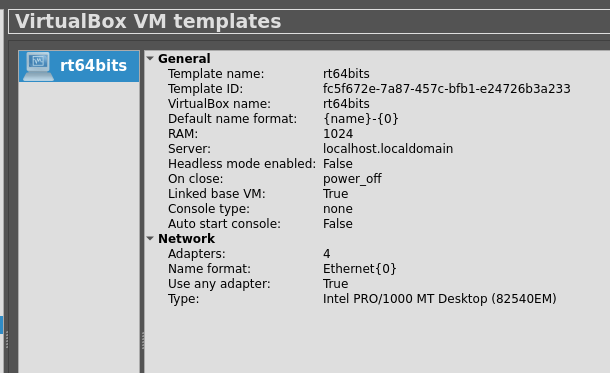 VirtualBox VM templates
rt64bits
General
Template name: rt64bits
Template ID: fc5f672e-7a87-457c-bfb1-e24726b3a233
VirtualBox name: rt64bits
Default name format: {name}-{0}
RAM: 1024
Server: localhost.localdomain
Headless mode enabled: False
On close: power_off
Linked base VM: True
Console type: none
Auto start console: False
Network
Adapters: 4
Name format: Ethernet{0}
Use any adapter: True
Type: Intel PRO/1000 MT Desktop (82540EM)